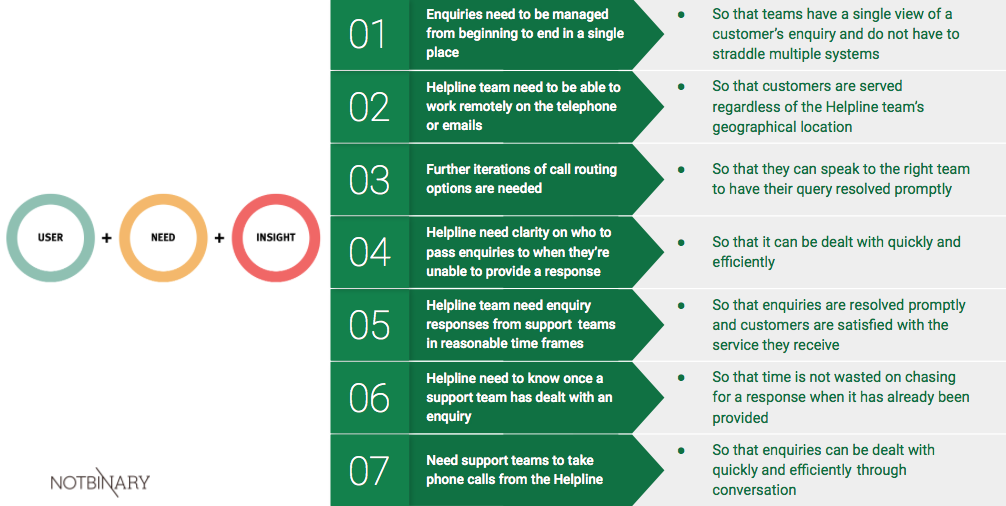 USER
+
NEED
+
INSIGHT
NOTBINARY
01
Enquiries need to be managed
from beginning to end in a single
place
• So that teams have a single view of a
customer's enquiry and do not have to
straddle multiple systems
02
Helpline team need to be able to
work remotely on the telephone
or emails
• So that customers are served
regardless of the Helpline team's
geographical location
03
Further iterations of call routing
options are needed
• So that they can speak to the right team
to have their query resolved promptly
04
Helpline need clarity on who to
pass enquiries to when they're
unable to provide a response
• So that it can be dealt with quickly and
efficiently
05
Helpline team need enquiry
responses from support teams
in reasonable time frames
• So that enquiries are resolved promptly
and customers are satisfied with the
service they receive
06
Helpline need to know once a
support team has dealt with an
enquiry
• So that time is not wasted on chasing
for a response when it has already been
provided
07
Need support teams to take
phone calls from the Helpline
• So that enquiries can be dealt with
quickly and efficiently through
conversation